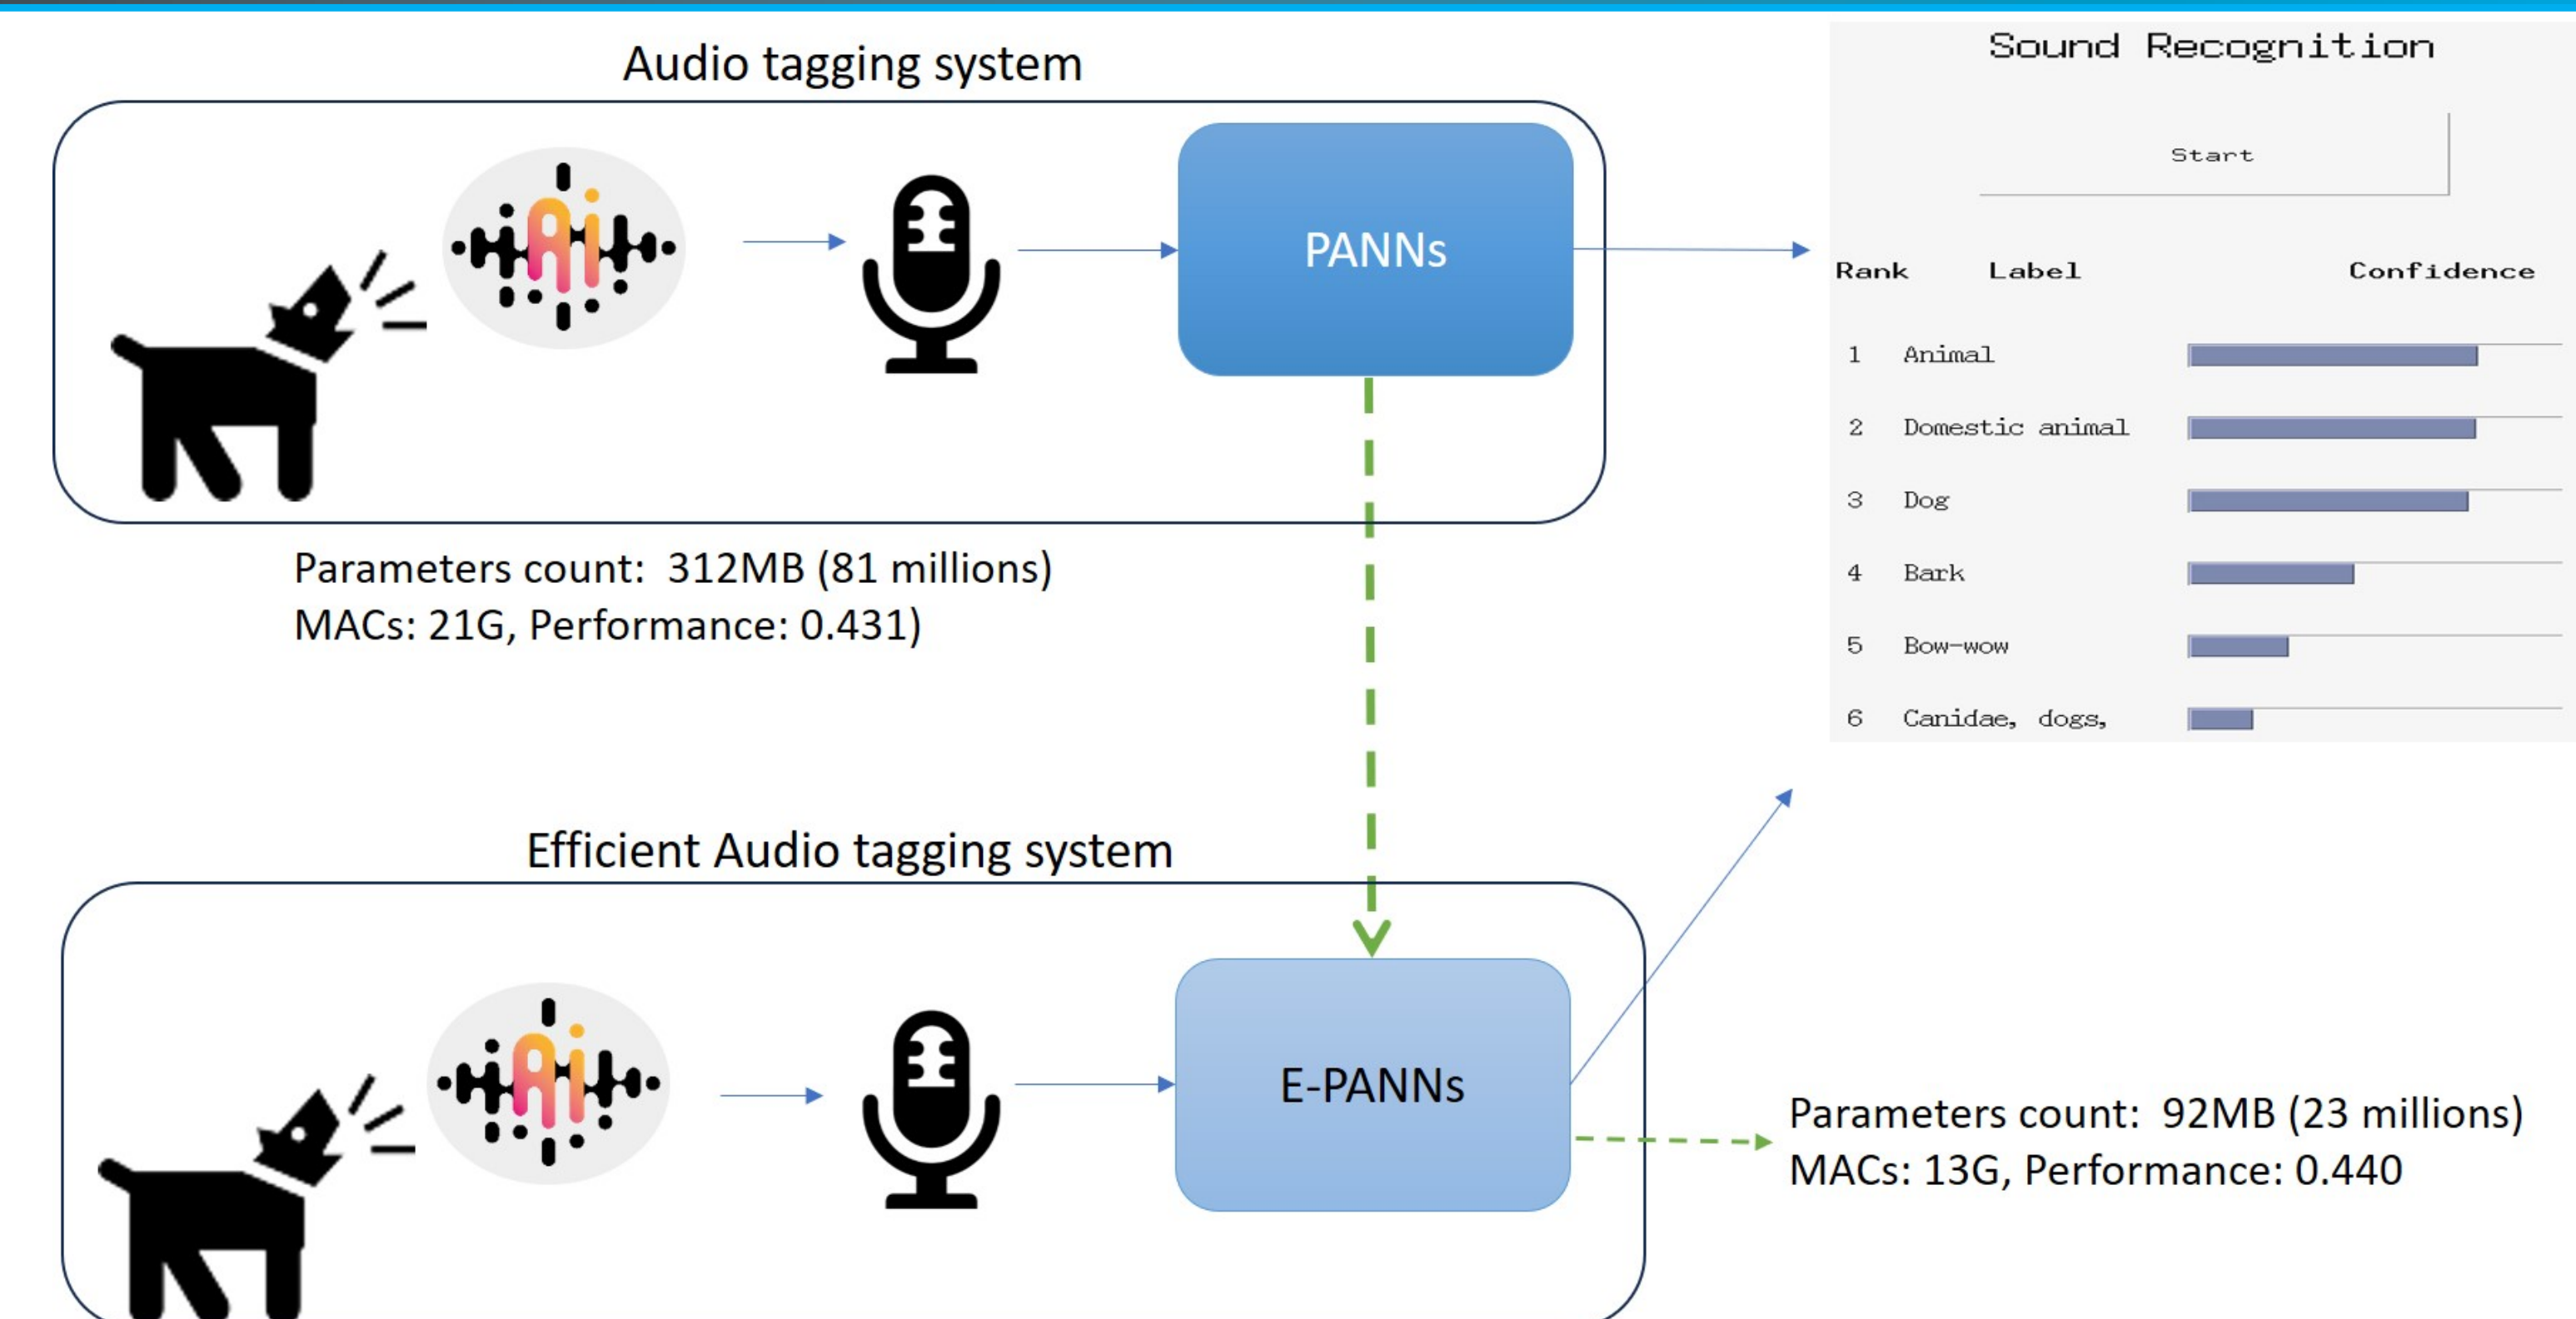 Audio tagging system
Ai
PANNs
Parameters count: 312MB (81 millions)
MACs: 21G, Performance: 0.431)
Sound Recognition
Start
Rank Label Confidence
1 Animal
2 Domestic animal
3 Dog
4 Bark
5 Bow-wow
6 Canidae, dogs,
Efficient Audio tagging system
Ai
E-PANNs
Parameters count: 92MB (23 millions)
MACs: 13G, Performance: 0.440